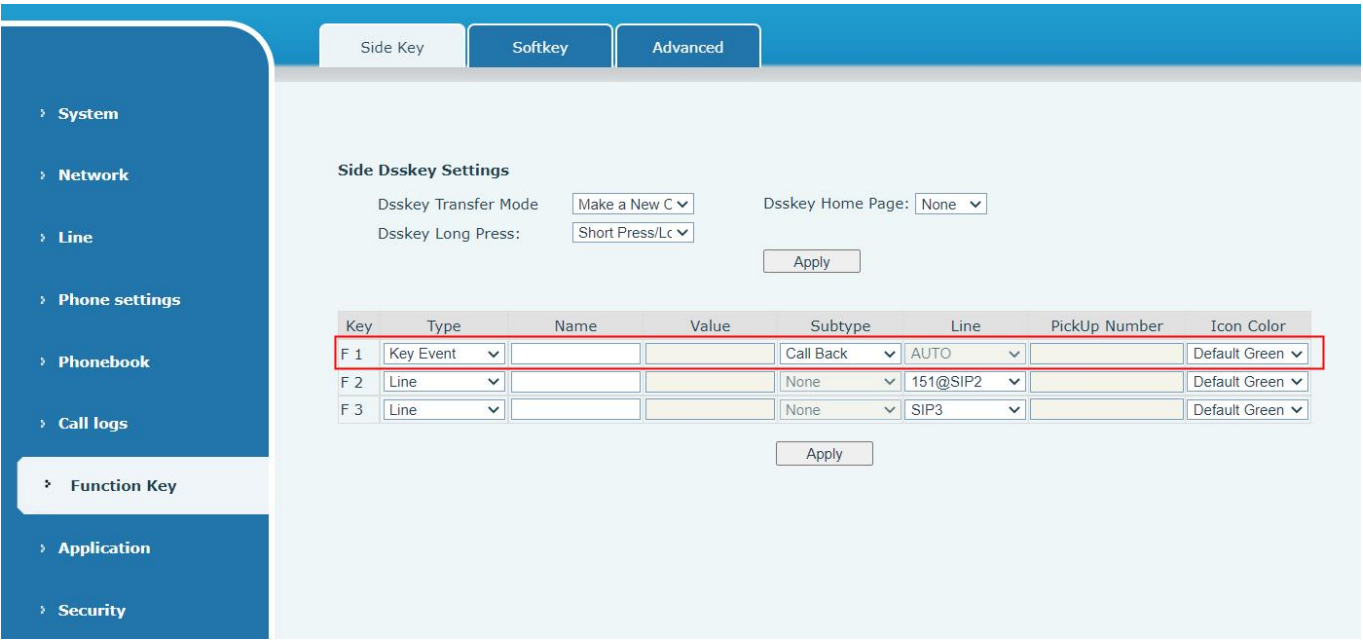 Side Key Softkey Advanced
System
Network
Line
Phone settings
Phonebook
Call logs
Function Key
Application
Security
Side Dsskey Settings
Dsskey Transfer Mode Make a New C Dsskey Home Page: None
Dsskey Long Press: Short Press/Lc
Apply
Key Type Name Value Subtype Line PickUp Number Icon Color
F 1 Key Event Call Back AUTO Default Green
F 2 Line None 151@SIP2 Default Green
F 3 Line None SIP3 Default Green
Apply